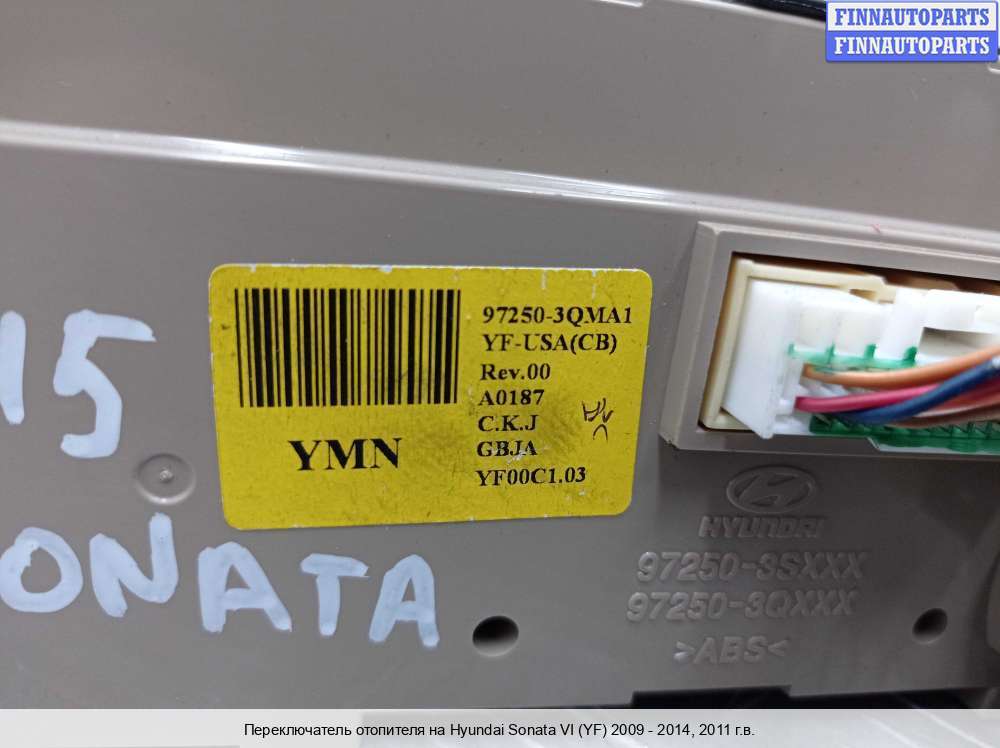 FINNAUTOPARTS
FINNAUTOPARTS
97250-3QMA1
YF-USA(CB)
Rev.00
A0187
C.K.J
GBJA
YF00C1.03
YMN
15
ONATA
HYUNDAI
97250-3SXXX
97250-3QXXX
>ABS<
Переключатель отопителя на Hyundai Sonata VI (YF) 2009 - 2014, 2011 г.в.